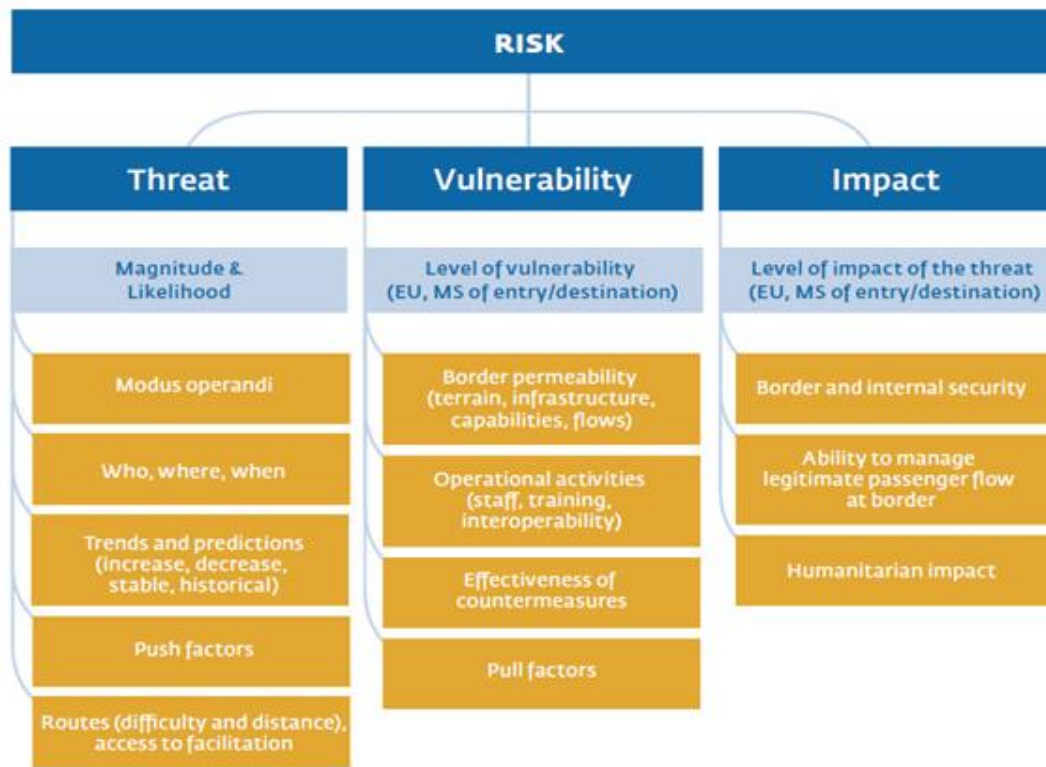 RISK
Threat
Magnitude &
Likelihood
Modus operandi
Who, where, when
Trends and predictions
(increase, decrease,
stable, historical)
Push factors
Routes (difficulty and distance),
access to facilitation
Vulnerability
Level of vulnerability
(EU, MS of entry/destination)
Border permeability
(terrain, infrastructure,
capabilities, flows)
Operational activities
(staff, training,
interoperability)
Effectiveness of
countermeasures
Pull factors
Impact
Level of impact of the threat
(EU, MS of entry/destination)
Border and internal security
Ability to manage
legitimate passenger flow
at border
Humanitarian impact